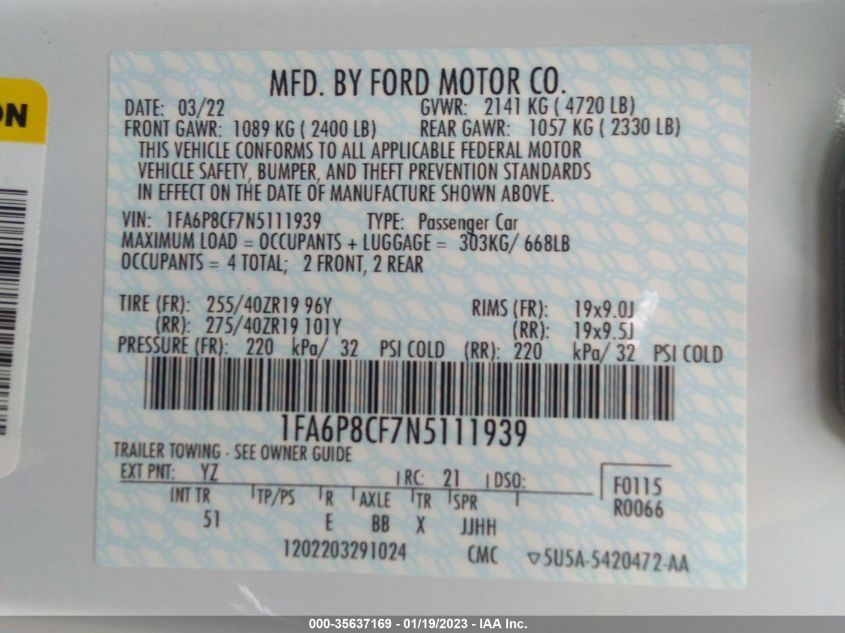 ON
MFD. BY FORD MOTOR CO.
DATE: 03/22 GVWR: 2141 KG ( 4720 LB)
FRONT GAWR: 1089 KG ( 2400 LB) REAR GAWR: 1057 KG ( 2330 LB)
THIS VEHICLE CONFORMS TO ALL APPLICABLE FEDERAL MOTOR
VEHICLE SAFETY, BUMPER, AND THEFT PREVENTION STANDARDS
IN EFFECT ON THE DATE OF MANUFACTURE SHOWN ABOVE.
VIN: 1FA6P8CF7N5111939 TYPE: Passenger Car
MAXIMUM LOAD = OCCUPANTS + LUGGAGE = 303KG/ 668LB
OCCUPANTS = 4 TOTAL; 2 FRONT, 2 REAR
TIRE (FR): 255/40ZR19 96Y RIMS (FR): 19x9.0J
(RR): 275/40ZR19 101Y (RR): 19x9.5J
PRESSURE (FR): 220 kPa/ 32 PSI COLD (RR): 220 kPa/ 32 PSI COLD
1FA6P8CF7N5111939
TRAILER TOWING - SEE OWNER GUIDE
EXT PNT: YZ RC: 21 DSO: F0115
INT TR TP/PS R AXLE TR SPR R0066
51 E BB X JJHH
1202203291024 CMC ▽5U5A-5420472-AA
000-35637169 - 01/19/2023 - IAA Inc.